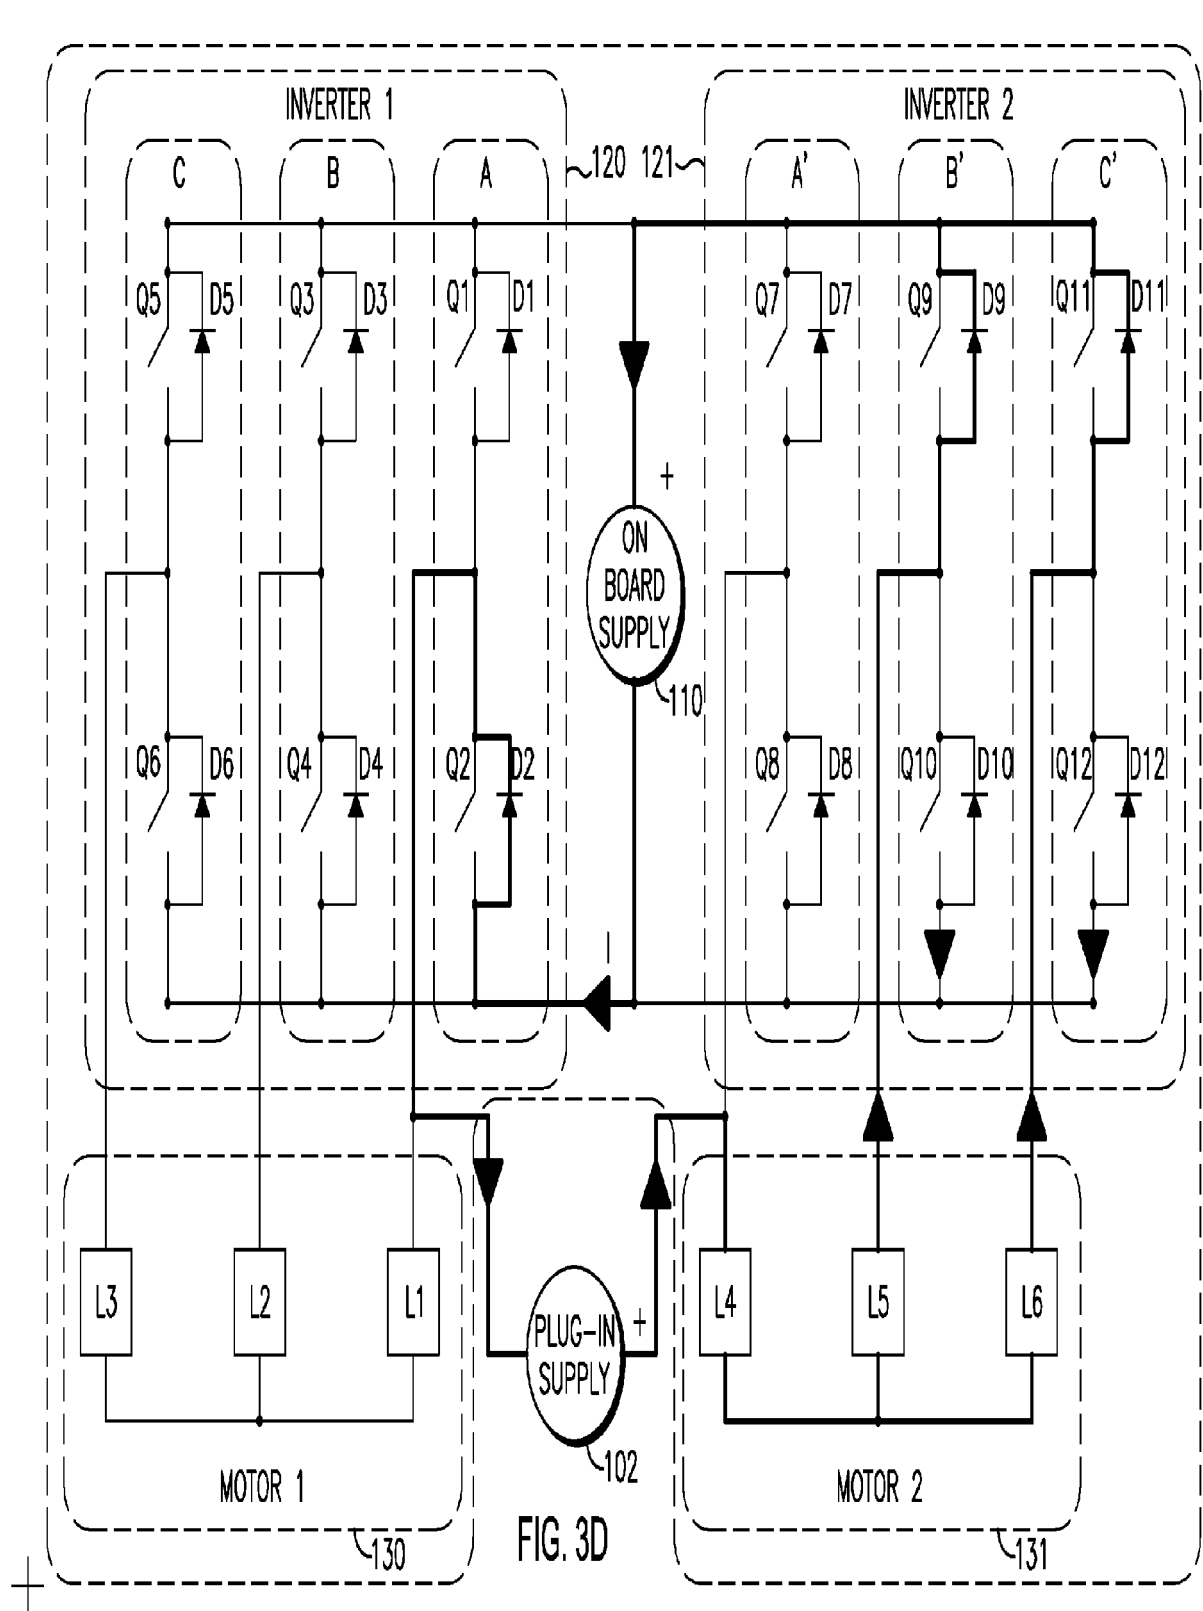 INVERTER 1
INVERTER 2
C
B
A
120
121
A'
B'
C'
Q5
D5
Q3
D3
Q1
D1
Q7
D7
Q9
D9
Q11
D11
+
ON
BOARD
SUPPLY
110
Q6
D6
Q4
D4
Q2
D2
Q8
D8
Q10
D10
Q12
D12
−
L3
L2
L1
PLUG-IN
SUPPLY
+
L4
L5
L6
102
MOTOR 1
MOTOR 2
FIG. 3D
130
131